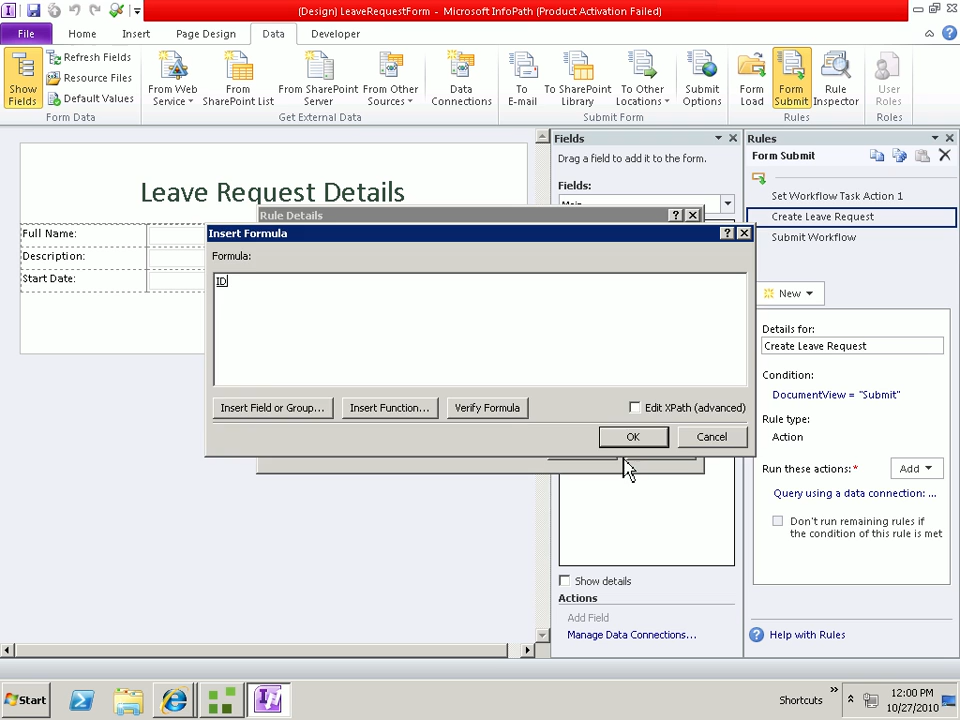 (Design) LeaveRequestForm - Microsoft InfoPath (Product Activation Failed)
File Home Insert Page Design Data Developer
Show Fields
Refresh Fields
Resource Files
Default Values
Form Data
From Web Service
From SharePoint List
From SharePoint Server
From Other Sources
Data Connections
Get External Data
To E-mail
To SharePoint Library
To Other Locations
Submit Options
Submit Form
Form Load
Form Submit
Rule Inspector
Rules
User Roles
Roles
Leave Request Details
Full Name:
Description:
Start Date:
Fields
Drag a field to add it to the form.
Fields:
Rule Details
Insert Formula
Formula:
ID
Insert Field or Group...
Insert Function...
Verify Formula
Edit XPath (advanced)
OK
Cancel
Show details
Actions
Add Field
Manage Data Connections...
Rules
Form Submit
Set Workflow Task Action 1
Create Leave Request
Submit Workflow
New
Details for:
Create Leave Request
Condition:
DocumentView = "Submit"
Rule type:
Action
Run these actions:*
Add
Query using a data connection: ...
Don't run remaining rules if
the condition of this rule is met
Help with Rules
Start
Shortcuts
12:00 PM
10/27/2010